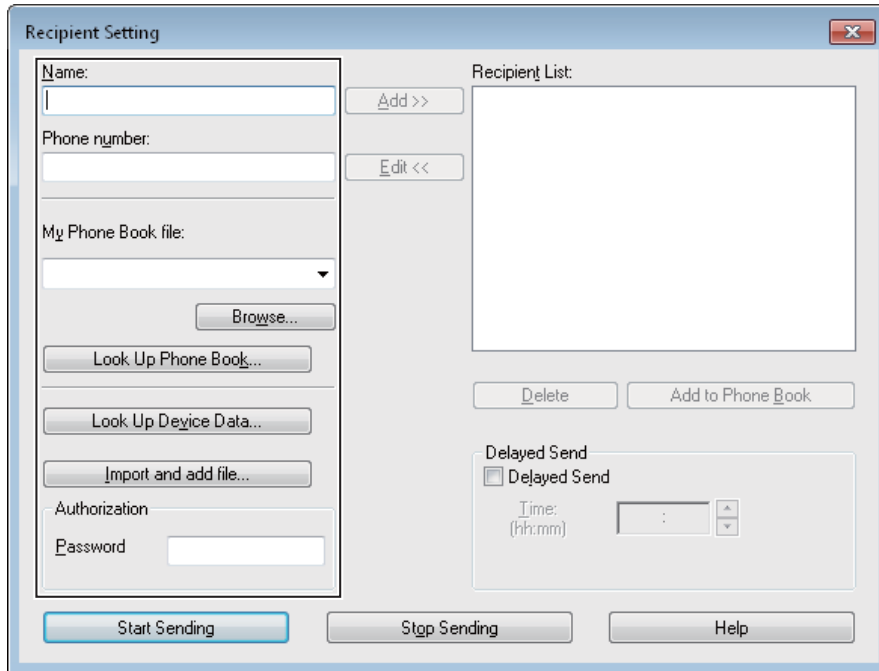 Recipient Setting
Name:
Add >>
Phone number:
Edit <<
My Phone Book file:
Browse...
Look Up Phone Book...
Look Up Device Data...
Import and add file...
Authorization
Password
Recipient List:
Delete
Add to Phone Book
Delayed Send
Delayed Send
Time:
(hh:mm)
:
Start Sending
Stop Sending
Help